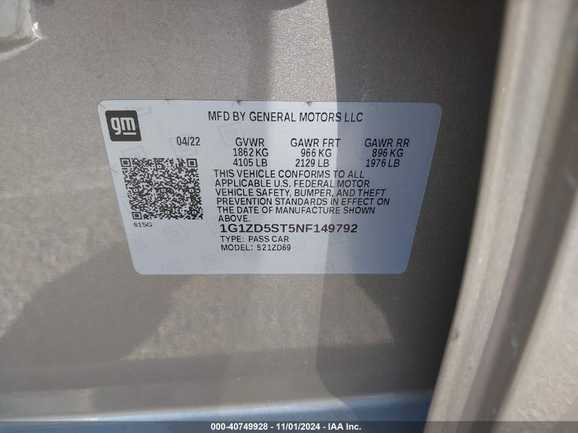 gm
MFD BY GENERAL MOTORS LLC
04/22 GVWR GAWR FRT GAWR RR
1862 KG 966 KG 896 KG
4105 LB 2129 LB 1976 LB
THIS VEHICLE CONFORMS TO ALL
APPLICABLE U.S. FEDERAL MOTOR
VEHICLE SAFETY, BUMPER, AND THEFT
PREVENTION STANDARDS IN EFFECT ON
THE DATE OF MANUFACTURE SHOWN
ABOVE.
615G
1G1ZD5ST5NF149792
TYPE: PASS CAR
MODEL: 521ZD69
000-40749928 - 11/01/2024 - IAA Inc.